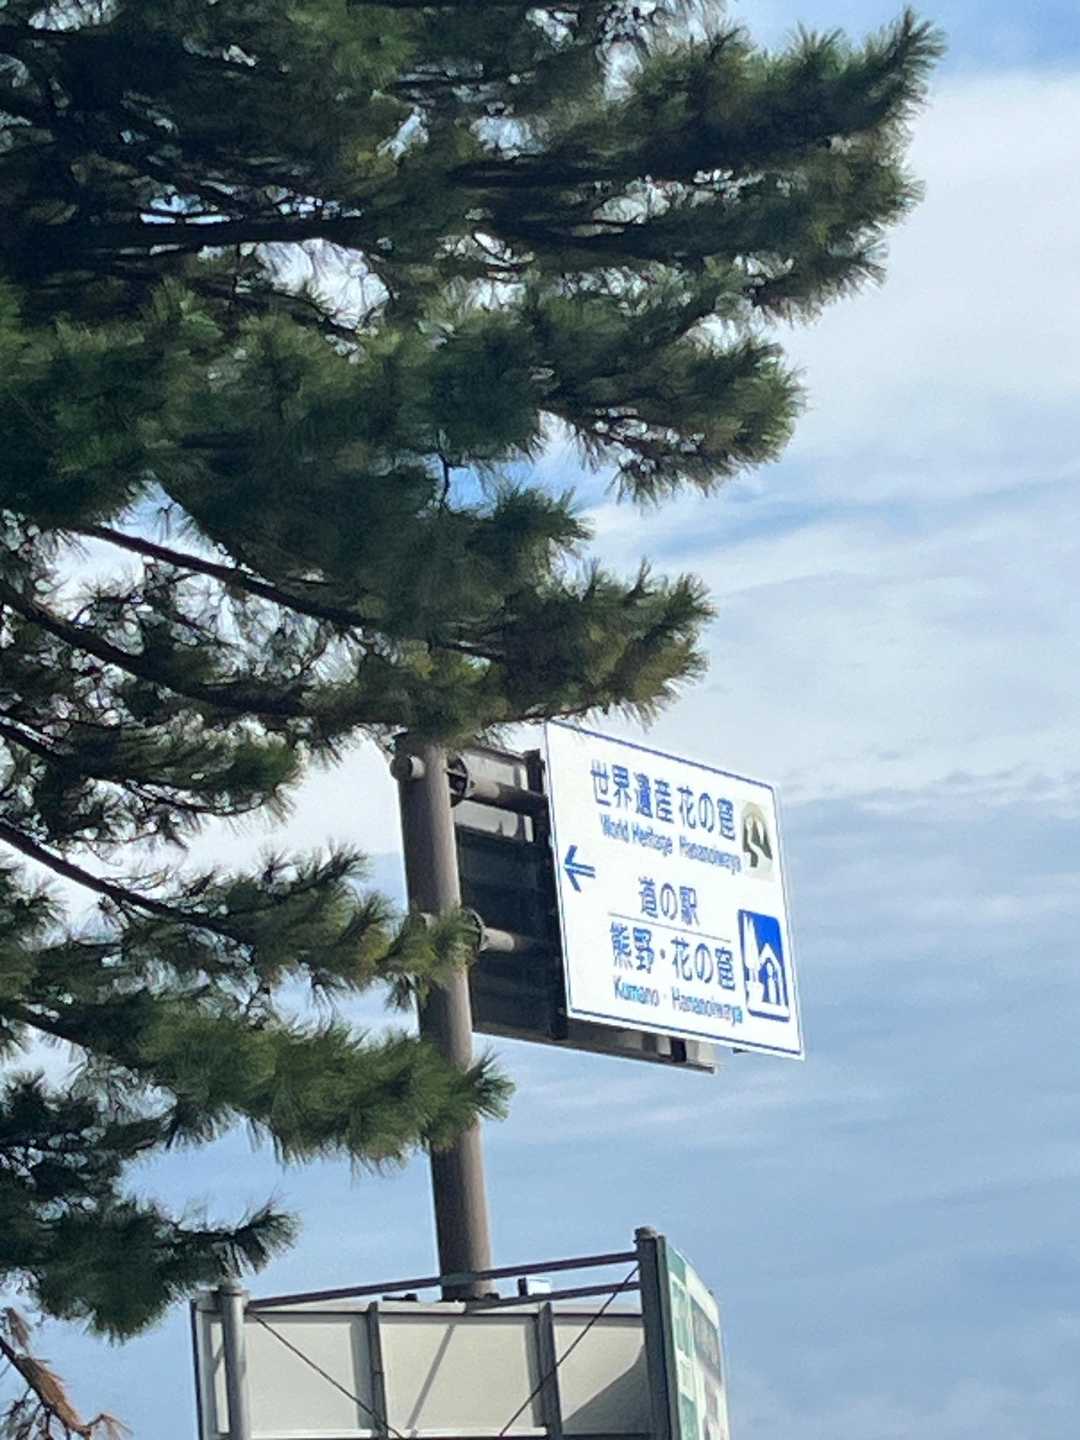 世界遺産 花の窟
World Heritage Hananoiwaya
道の駅
熊野・花の窟
Kumano・Hananoiwaya